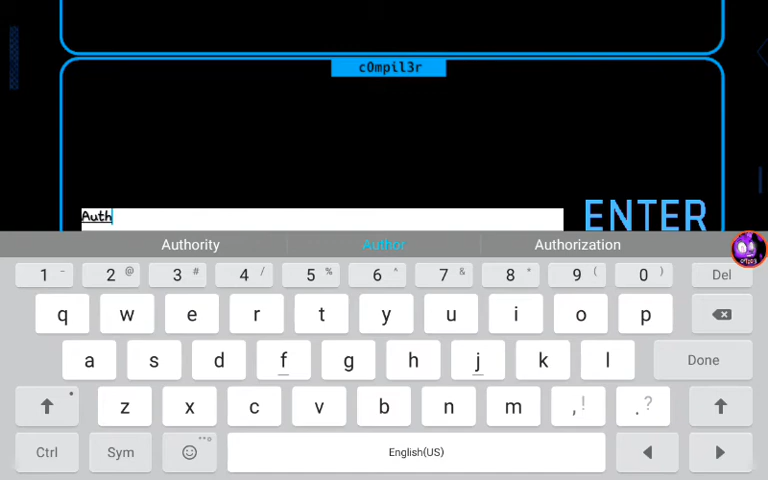 c0mpil3r
Auth
ENTER
Authority Author Authorization
1 - 2 @ 3 # 4 / 5 % 6 ^ 7 & 8 * 9 ( 0 ) Del
q w e r t y u i o p
a s d f g h j k l Done
z x c v b n m , ! . ?
Ctrl Sym English(US)